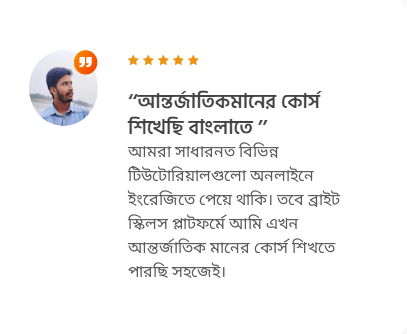 “আন্তর্জাতিকমানের কোর্স
শিখেছি বাংলাতে ”
আমরা সাধারনত বিভিন্ন
টিউটোরিয়ালগুলো অনলাইনে
ইংরেজিতে পেয়ে থাকি। তবে ব্রাইট
স্কিলস প্লাটফর্মে আমি এখন
আন্তর্জাতিক মানের কোর্স শিখতে
পারছি সহজেই।